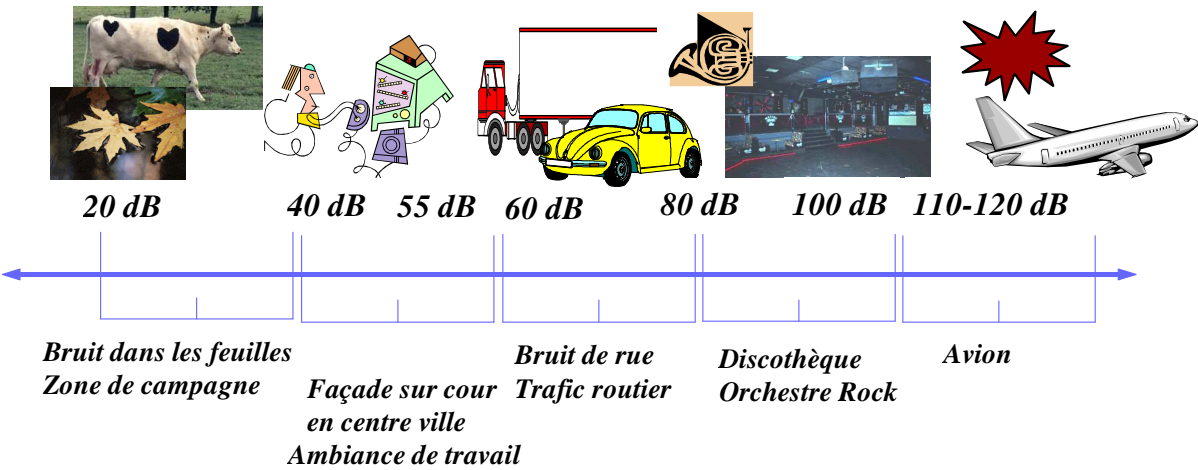 20 dB
40 dB
55 dB
60 dB
80 dB
100 dB
110-120 dB
Bruit dans les feuilles
Zone de campagne
Façade sur cour
en centre ville
Ambiance de travail
Bruit de rue
Trafic routier
Discothèque
Orchestre Rock
Avion